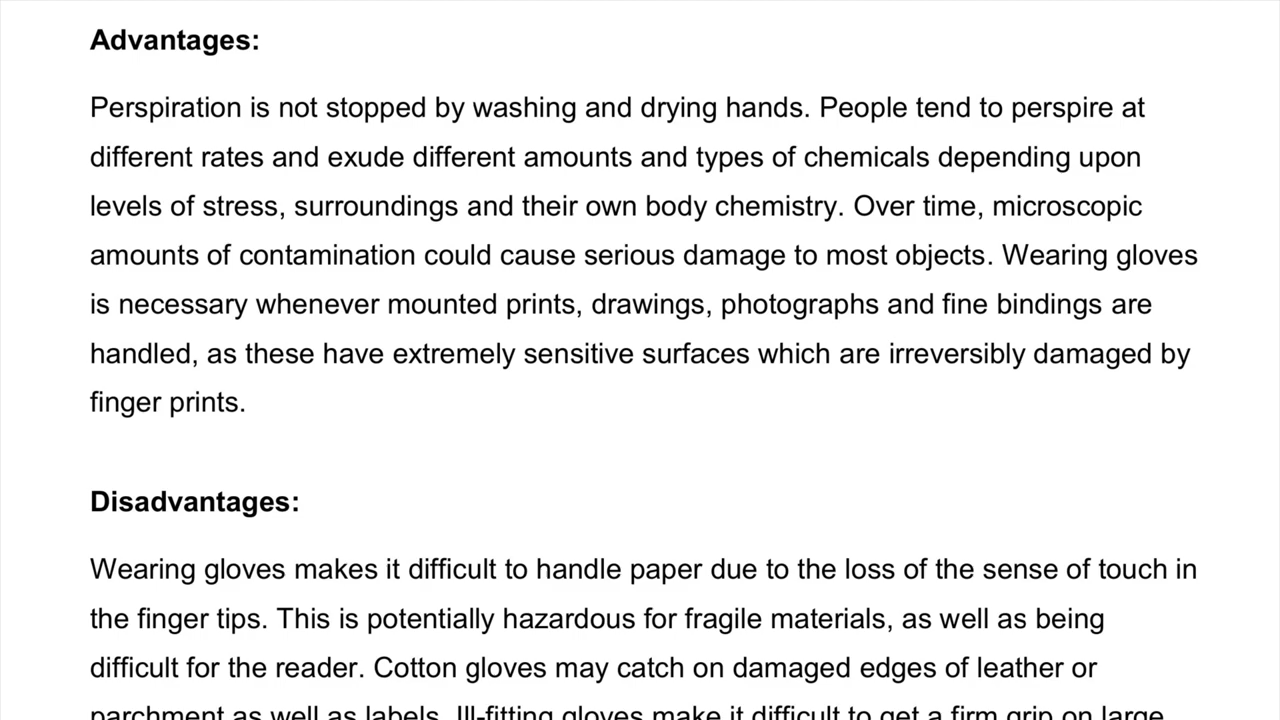 Advantages:
Perspiration is not stopped by washing and drying hands. People tend to perspire at
different rates and exude different amounts and types of chemicals depending upon
levels of stress, surroundings and their own body chemistry. Over time, microscopic
amounts of contamination could cause serious damage to most objects. Wearing gloves
is necessary whenever mounted prints, drawings, photographs and fine bindings are
handled, as these have extremely sensitive surfaces which are irreversibly damaged by
finger prints.
Disadvantages:
Wearing gloves makes it difficult to handle paper due to the loss of the sense of touch in
the finger tips. This is potentially hazardous for fragile materials, as well as being
difficult for the reader. Cotton gloves may catch on damaged edges of leather or
parchment as well as labels. Ill-fitting gloves make it difficult to get a firm grip on large